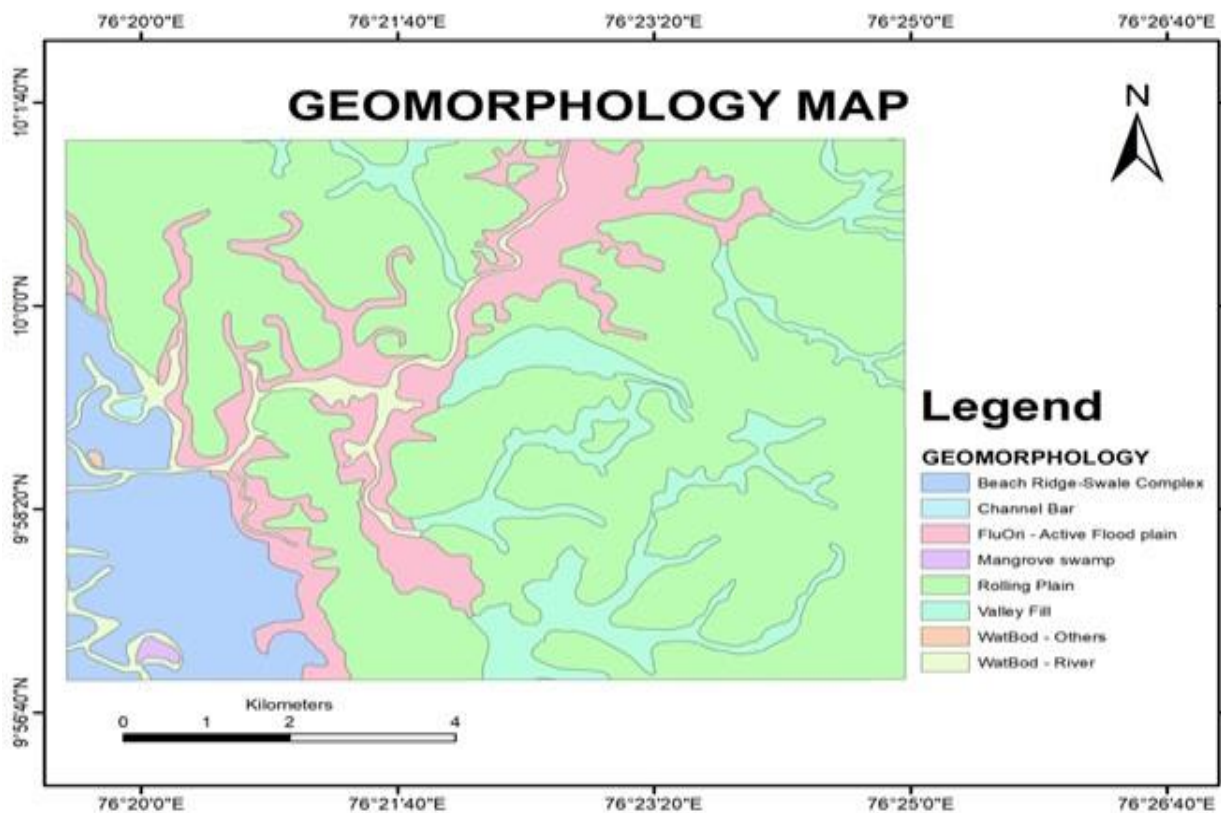 76°20'0"E 76°21'40"E 76°23'20"E 76°25'0"E 76°26'40"E
GEOMORPHOLOGY MAP
N
10°1'40"N
10°0'0"N
9°58'20"N
9°56'40"N
Legend
GEOMORPHOLOGY
Beach Ridge-Swale Complex
Channel Bar
FluOri - Active Flood plain
Mangrove swamp
Rolling Plain
Valley Fill
WatBod - Others
WatBod - River
Kilometers
0 1 2 4
76°20'0"E 76°21'40"E 76°23'20"E 76°25'0"E 76°26'40"E